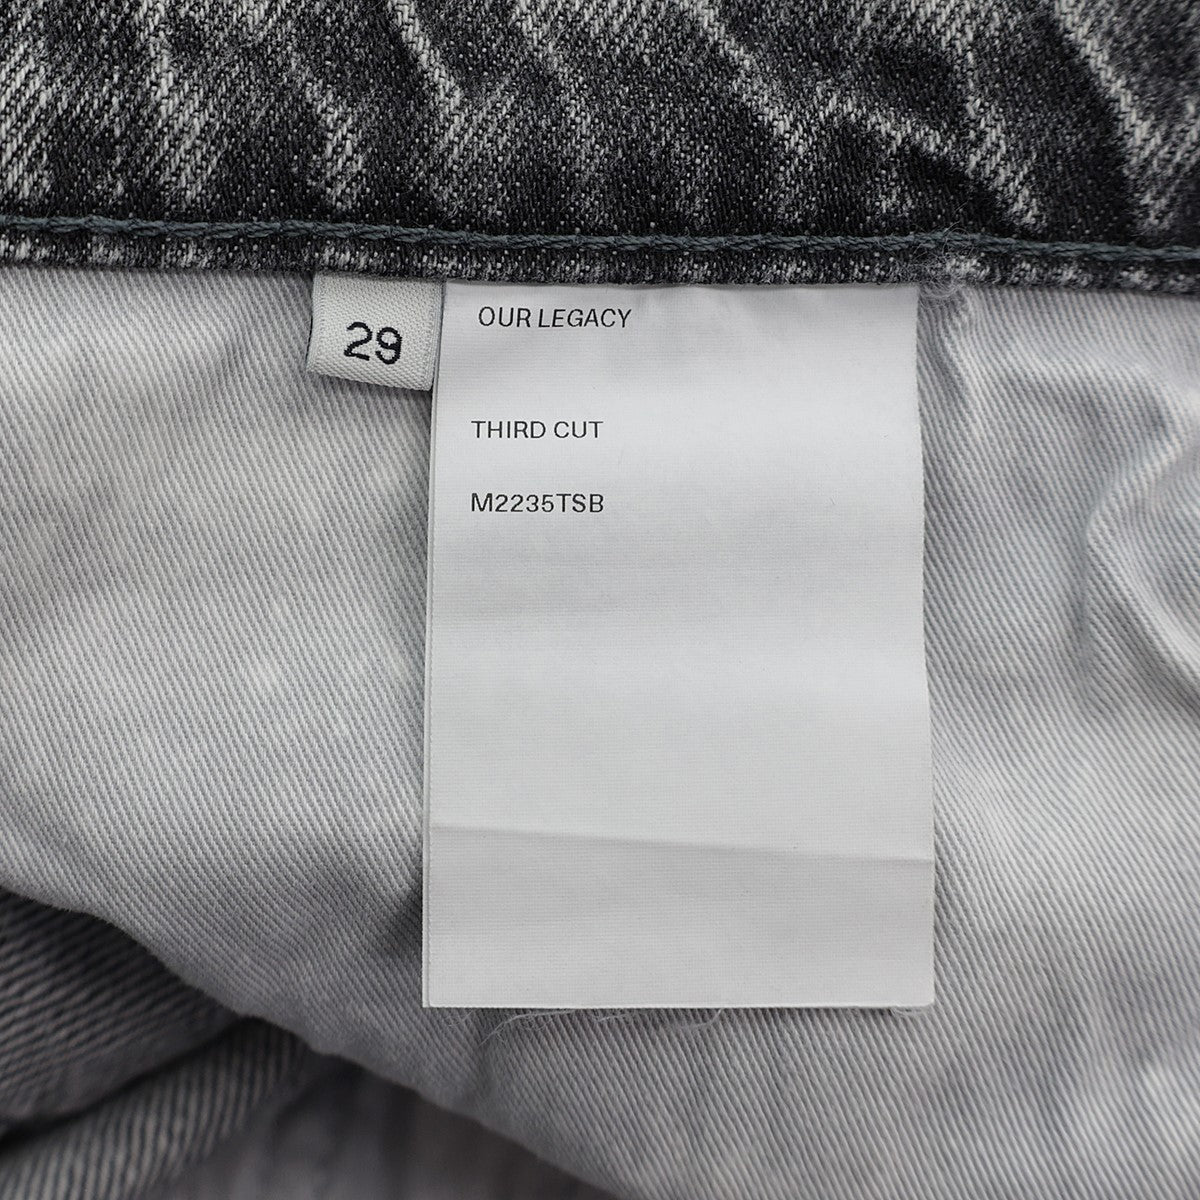 29
OUR LEGACY
THIRD CUT
M2235TSB